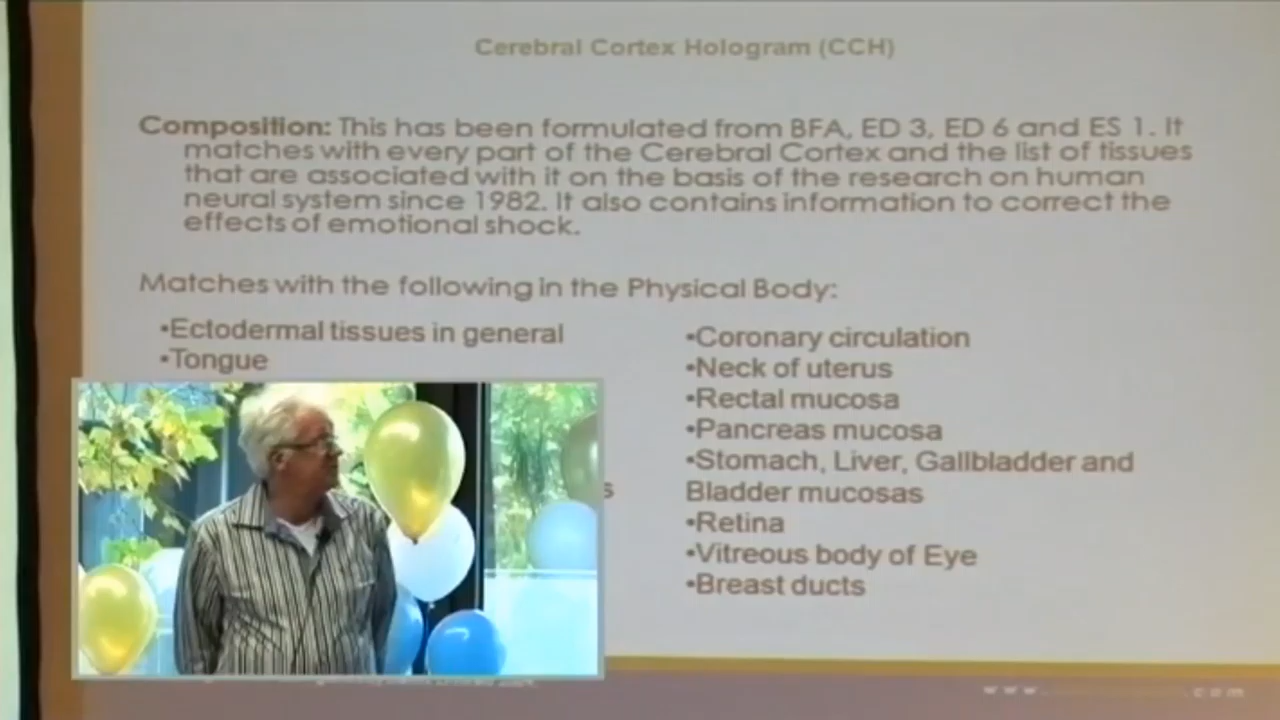 Cerebral Cortex Hologram (CCH)
Composition: This has been formulated from BFA, ED 3, ED 6 and ES 1. It
matches with every part of the Cerebral Cortex and the list of tissues
that are associated with it on the basis of the research on human
neural system since 1982. It also contains information to correct the
effects of emotional shock.
Matches with the following in the Physical Body:
•Ectodermal tissues in general
•Tongue
•Coronary circulation
•Neck of uterus
•Rectal mucosa
•Pancreas mucosa
•Stomach, Liver, Gallbladder and
Bladder mucosas
•Retina
•Vitreous body of Eye
•Breast ducts